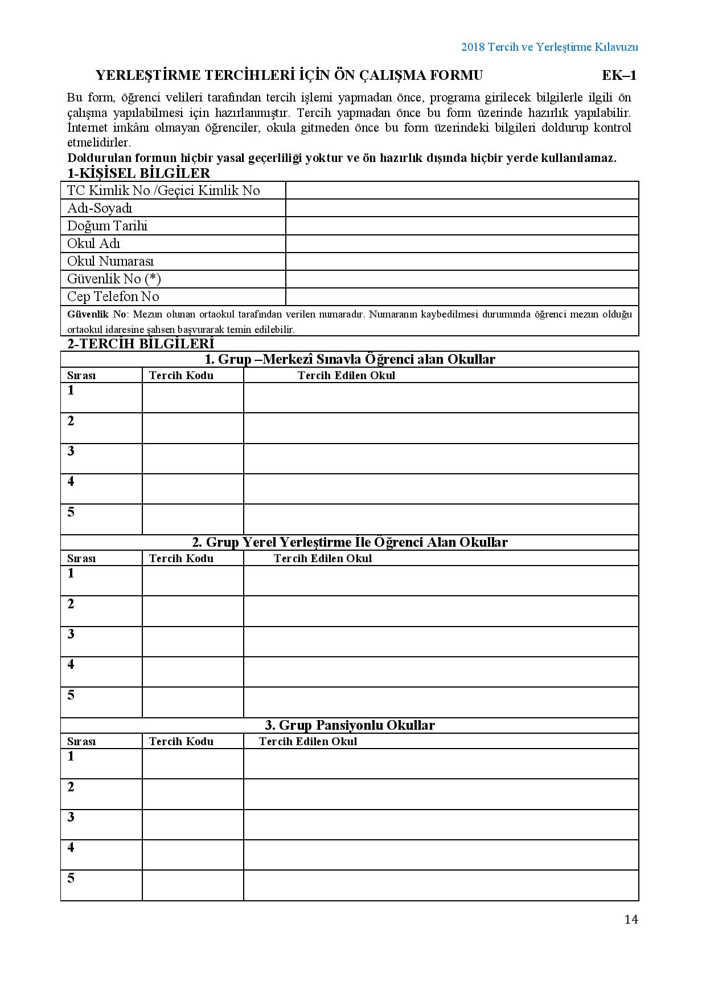 2018 Tercih ve Yerleştirme Kılavuzu
YERLEŞTİRME TERCİHLERİ İÇİN ÖN ÇALIŞMA FORMU EK–1
Bu form, öğrenci velileri tarafından tercih işlemi yapmadan önce, programa girilecek bilgilerle ilgili ön
çalışma yapılabilmesi için hazırlanmıştır. Tercih yapmadan önce bu form üzerinde hazırlık yapılabilir.
İnternet imkânı olmayan öğrenciler, okula gitmeden önce bu form üzerindeki bilgileri doldurup kontrol
etmelidirler.
Doldurulan formun hiçbir yasal geçerliliği yoktur ve ön hazırlık dışında hiçbir yerde kullanılamaz.
1-KİŞİSEL BİLGİLER
TC Kimlik No /Geçici Kimlik No
Adı-Soyadı
Doğum Tarihi
Okul Adı
Okul Numarası
Güvenlik No (*)
Cep Telefon No
Güvenlik No: Mezun olunan ortaokul tarafından verilen numaradır. Numaranın kaybedilmesi durumunda öğrenci mezun olduğu
ortaokul idaresine şahsen başvurarak temin edilebilir.
2-TERCİH BİLGİLERİ
1. Grup –Merkezî Sınavla Öğrenci alan Okullar
Sırası Tercih Kodu Tercih Edilen Okul
1
2
3
4
5
2. Grup Yerel Yerleştirme İle Öğrenci Alan Okullar
Sırası Tercih Kodu Tercih Edilen Okul
1
2
3
4
5
3. Grup Pansiyonlu Okullar
Sırası Tercih Kodu Tercih Edilen Okul
1
2
3
4
5
14